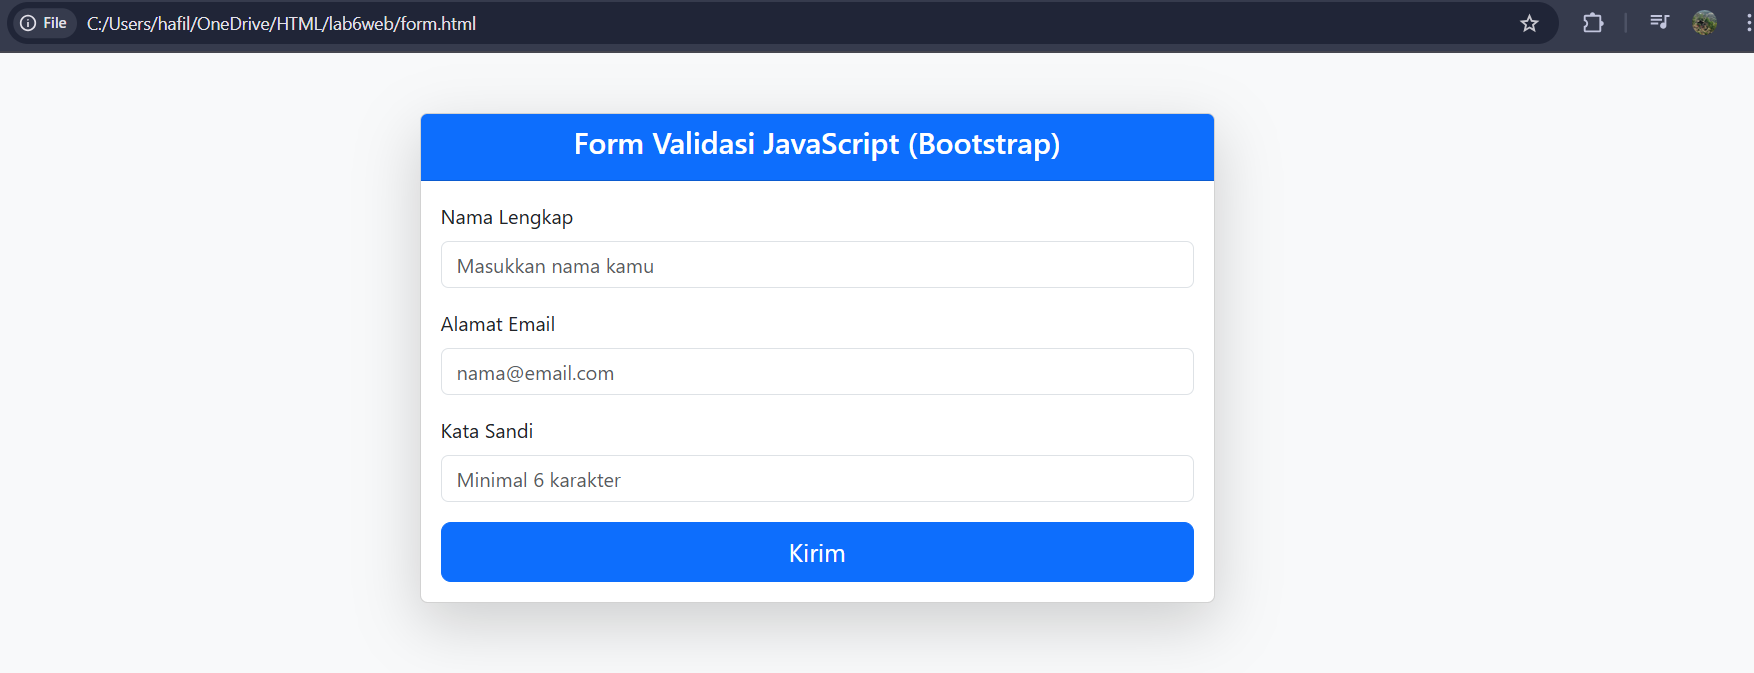 File C:/Users/hafil/OneDrive/HTML/lab6web/form.html
Form Validasi JavaScript (Bootstrap)
Nama Lengkap
Masukkan nama kamu
Alamat Email
nama@email.com
Kata Sandi
Minimal 6 karakter
Kirim